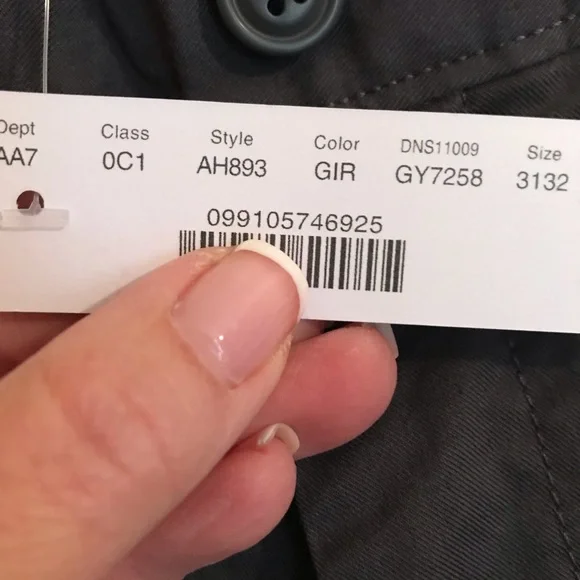 Dept Class Style Color DNS11009 Size
AA7 0C1 AH893 GIR GY7258 3132
099105746925